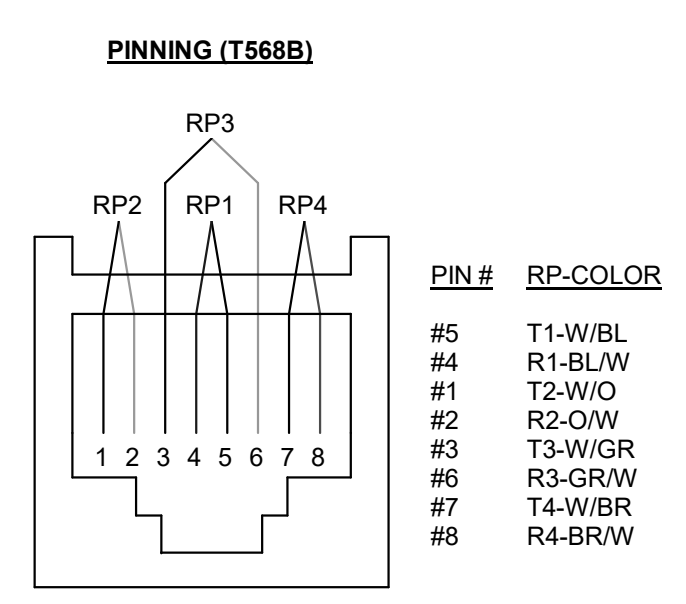 PINNING (T568B)
RP3
RP2 RP1 RP4
1 2 3 4 5 6 7 8
PIN # RP-COLOR
#5 T1-W/BL
#4 R1-BL/W
#1 T2-W/O
#2 R2-O/W
#3 T3-W/GR
#6 R3-GR/W
#7 T4-W/BR
#8 R4-BR/W